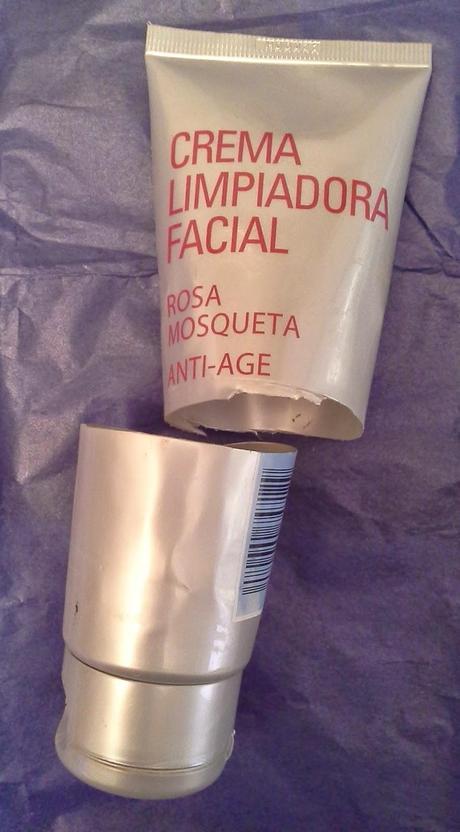 CREMA
LIMPIADORA
FACIAL
ROSA
MOSQUETA
ANTI-AGE